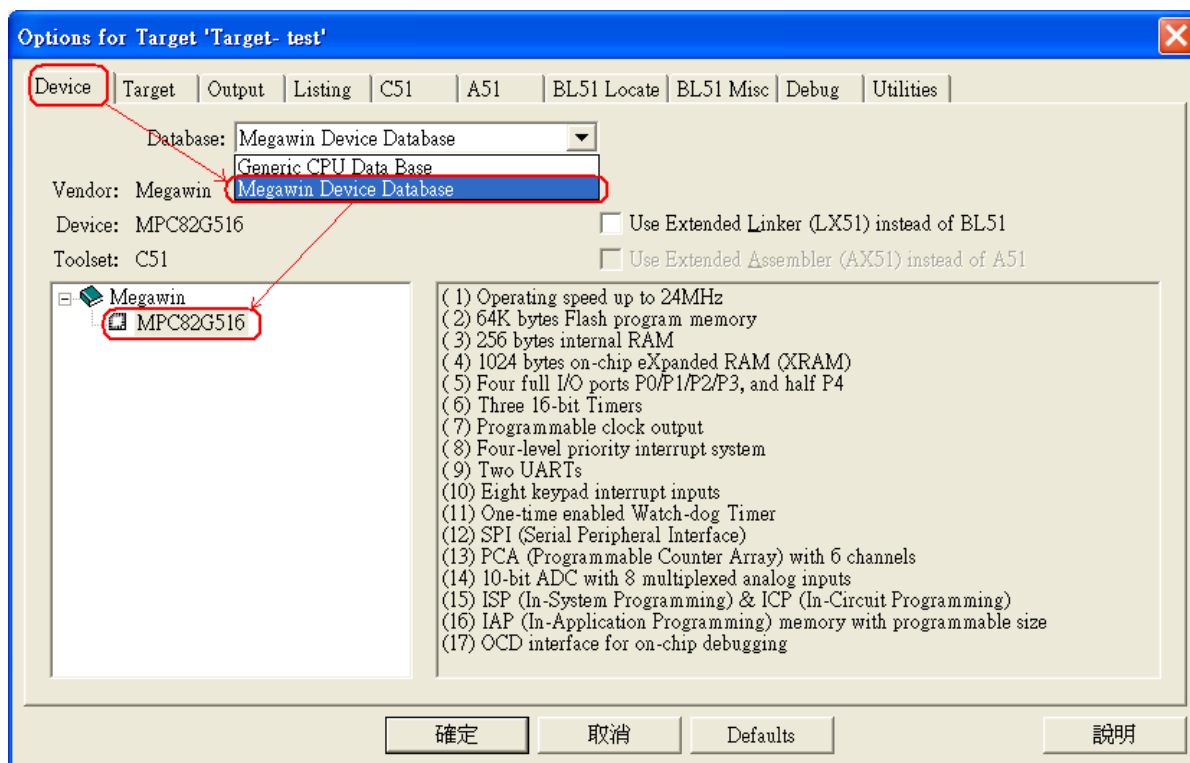 Options for Target 'Target- test'
Device Target Output Listing C51 A51 BL51 Locate BL51 Misc Debug Utilities
Database: Megawin Device Database
Generic CPU Data Base
Megawin Device Database
Vendor: Megawin
Device: MPC82G516
Use Extended Linker (LX51) instead of BL51
Toolset: C51
Use Extended Assembler (AX51) instead of A51
Megawin
MPC82G516
( 1) Operating speed up to 24MHz
( 2) 64K bytes Flash program memory
( 3) 256 bytes internal RAM
( 4) 1024 bytes on-chip eXpanded RAM (XRAM)
( 5) Four full I/O ports P0/P1/P2/P3, and half P4
( 6) Three 16-bit Timers
( 7) Programmable clock output
( 8) Four-level priority interrupt system
( 9) Two UARTs
(10) Eight keypad interrupt inputs
(11) One-time enabled Watch-dog Timer
(12) SPI (Serial Peripheral Interface)
(13) PCA (Programmable Counter Array) with 6 channels
(14) 10-bit ADC with 8 multiplexed analog inputs
(15) ISP (In-System Programming) & ICP (In-Circuit Programming)
(16) IAP (In-Application Programming) memory with programmable size
(17) OCD interface for on-chip debugging
確定 取消 Defaults 說明